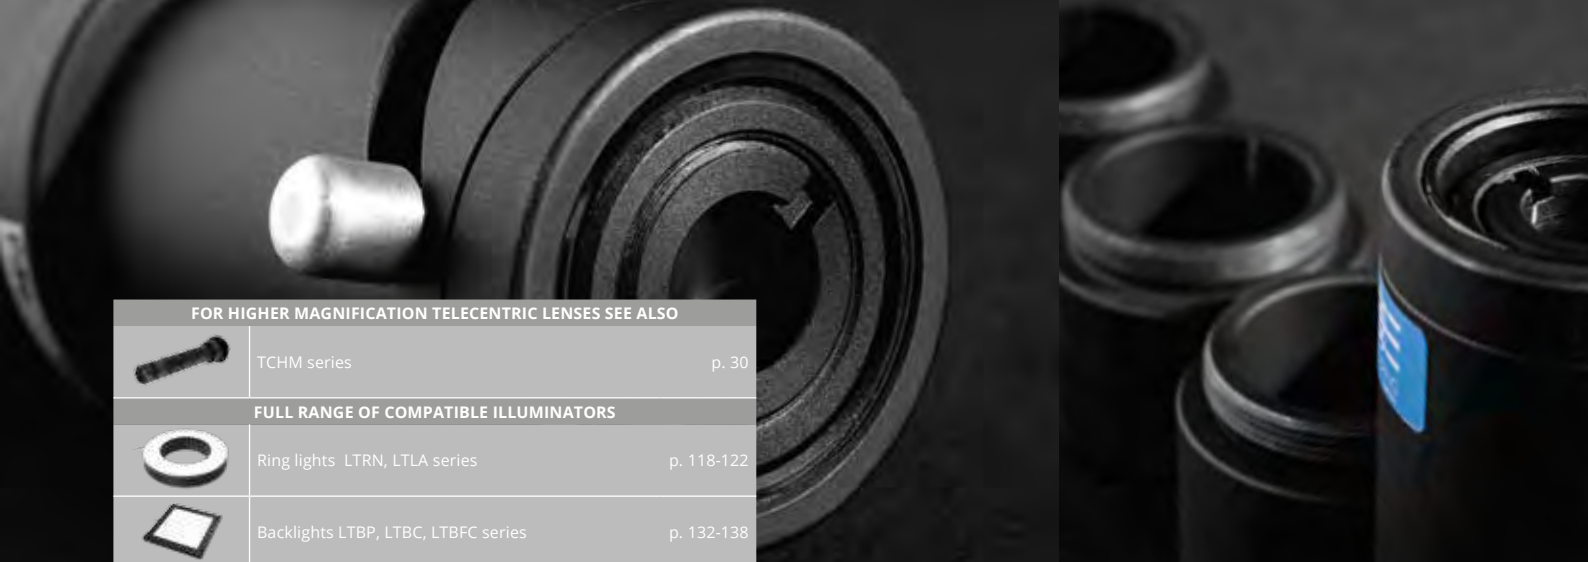 FOR HIGHER MAGNIFICATION TELECENTRIC LENSES SEE ALSO
TCHM series p. 30
FULL RANGE OF COMPATIBLE ILLUMINATORS
Ring lights LTRN, LTLA series p. 118-122
Backlights LTBP, LTBC, LTBFC series p. 132-138